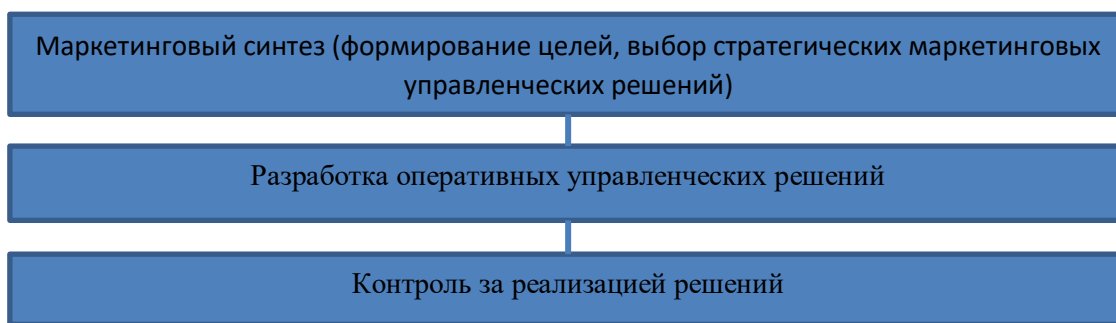 Маркетинговый синтез (формирование целей, выбор стратегических маркетинговых
управленческих решений)
Разработка оперативных управленческих решений
Контроль за реализацией решений